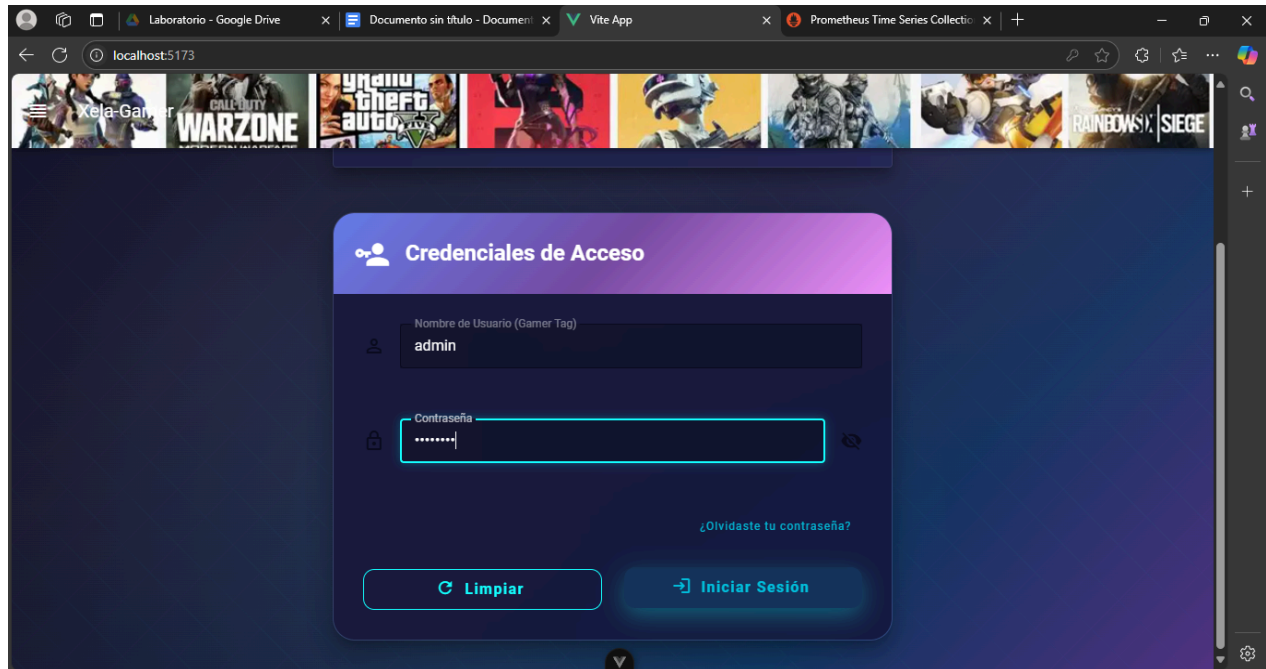 Laboratorio - Google Drive
Documento sin título - Document
Vite App
Prometheus Time Series Collectio
localhost:5173
Xela-Gamer
CALL DUTY
WARZONE
MODERN WARFARE
grand
theft
auto
V
RAINBOW SIX | SIEGE
Credenciales de Acceso
Nombre de Usuario (Gamer Tag)
admin
Contraseña
••••••••
¿Olvidaste tu contraseña?
Limpiar
Iniciar Sesión